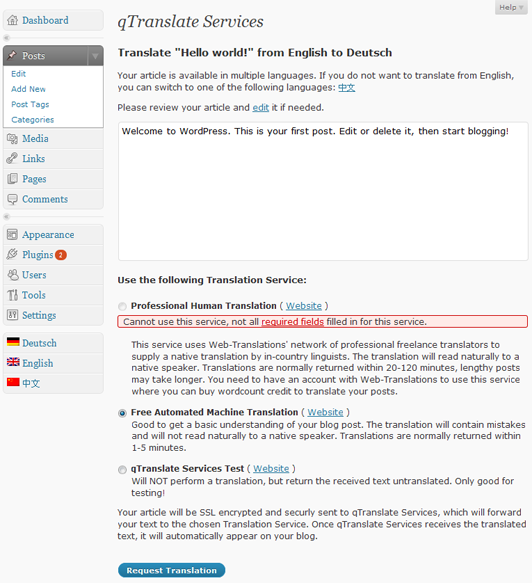 Help
Dashboard
Posts
Edit
Add New
Post Tags
Categories
Media
Links
Pages
Comments
Appearance
Plugins 2
Users
Tools
Settings
Deutsch
English
中文
qTranslate Services
Translate "Hello world!" from English to Deutsch
Your article is available in multiple languages. If you do not want to translate from English,
you can switch to one of the following languages: 中文
Please review your article and edit it if needed.
Welcome to WordPress. This is your first post. Edit or delete it, then start blogging!
Use the following Translation Service:
Professional Human Translation ( Website )
Cannot use this service, not all required fields filled in for this service.
This service uses Web-Translations' network of professional freelance translators to
supply a native translation by in-country linguists. The translation will read naturally to a
native speaker. Translations are normally returned within 20-120 minutes, lengthy posts
may take longer. You need to have an account with Web-Translations to use this service
where you can buy wordcount credit to translate your posts.
Free Automated Machine Translation ( Website )
Good to get a basic understanding of your blog post. The translation will contain mistakes
and will not read naturally to a native speaker. Translations are normally returned within
1-5 minutes.
qTranslate Services Test ( Website )
Will NOT perform a translation, but return the received text untranslated. Only good for
testing!
Your article will be SSL encrypted and securly sent to qTranslate Services, which will forward
your text to the chosen Translation Service. Once qTranslate Services receives the translated
text, it will automatically appear on your blog.
Request Translation